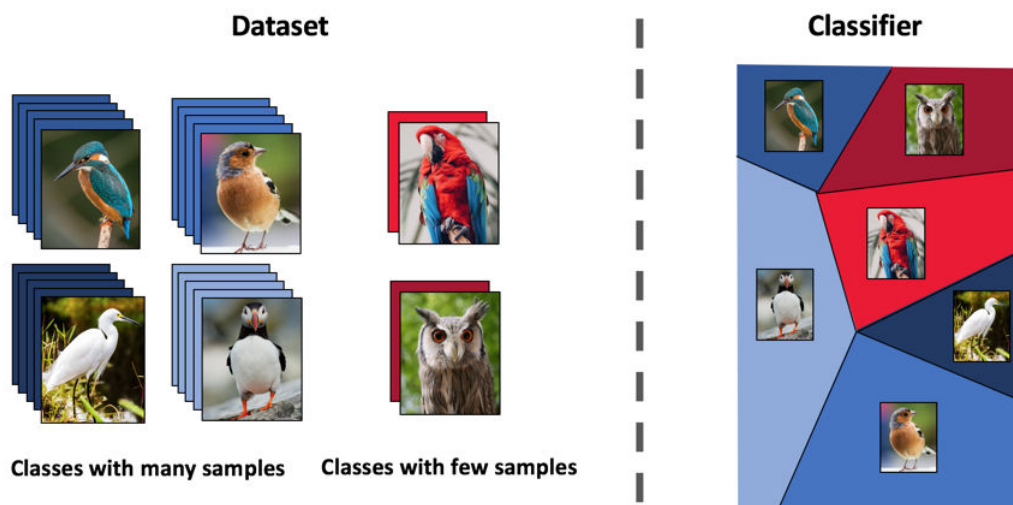 Dataset
Classifier
Classes with many samples
Classes with few samples